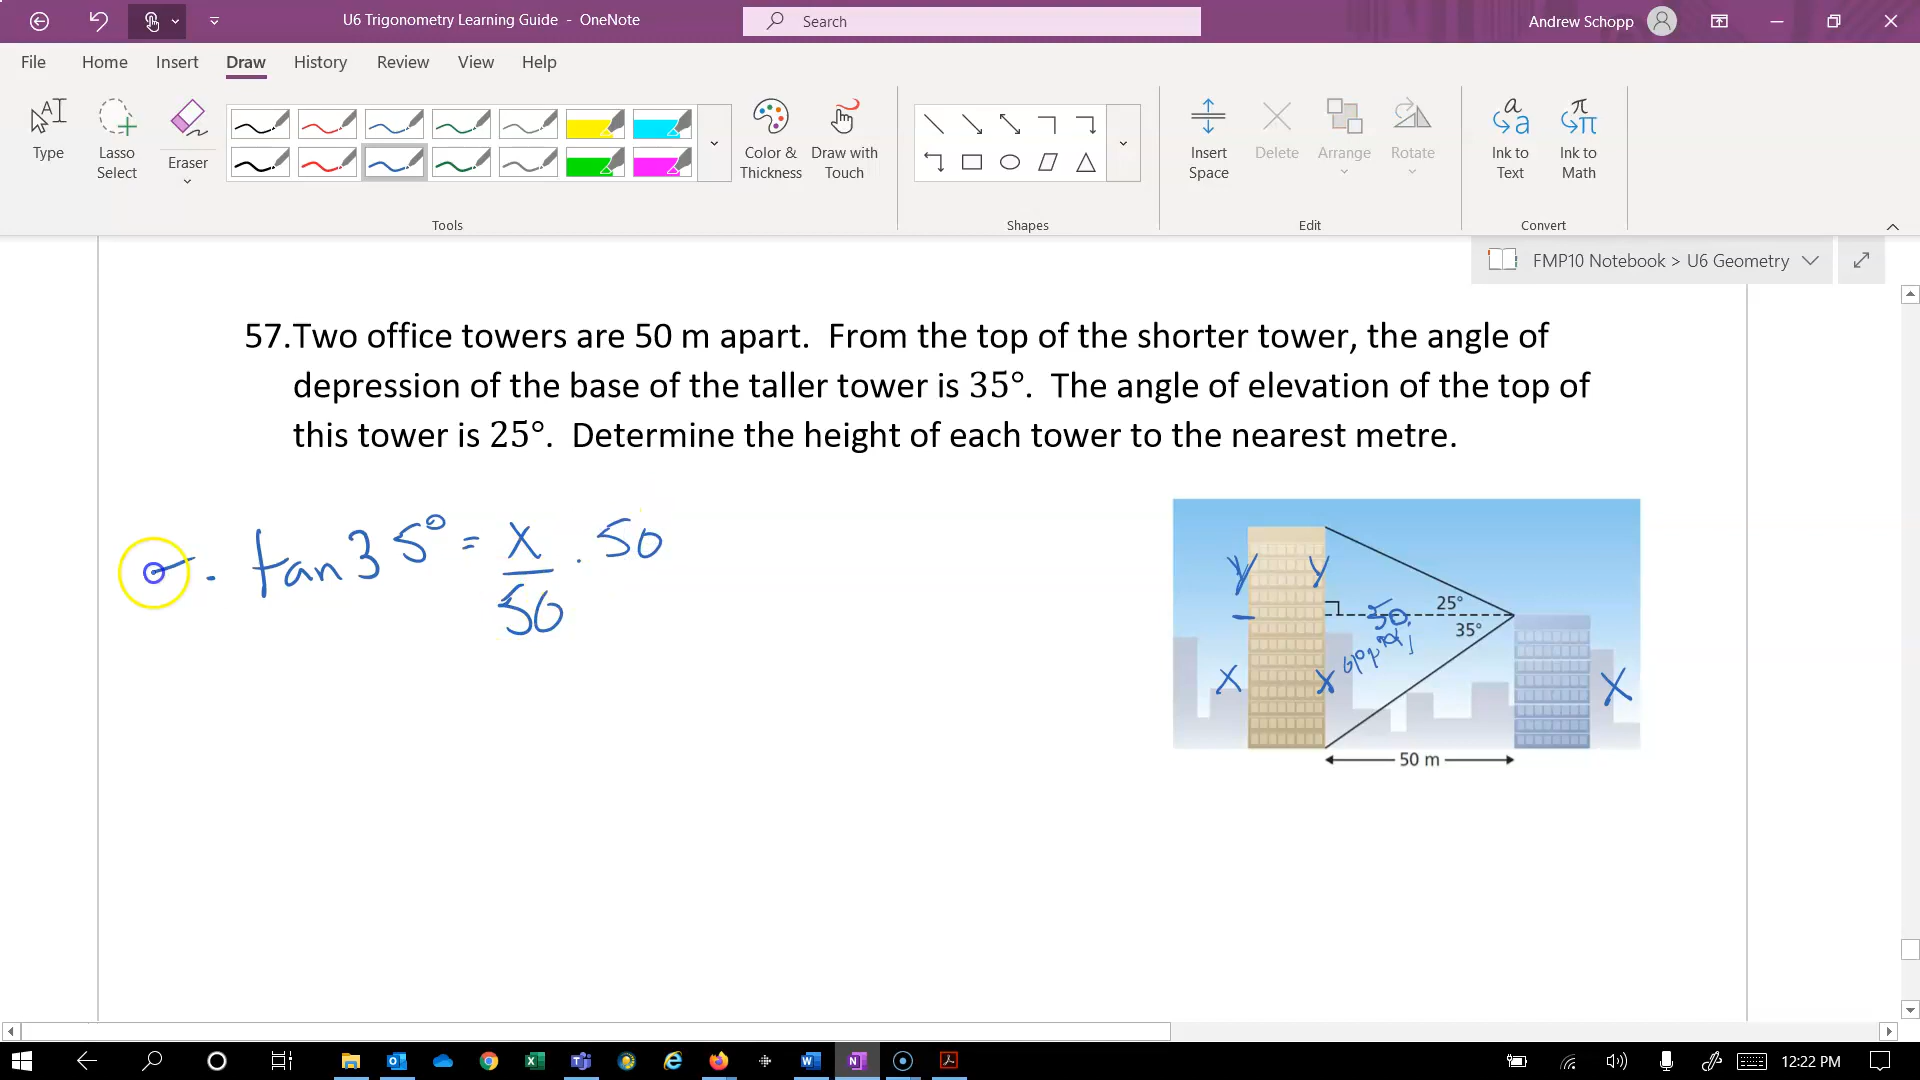 U6 Trigonometry Learning Guide - OneNote
Search
Andrew Schopp
File Home Insert Draw History Review View Help
Type
Lasso Select
Eraser
Color & Thickness
Draw with Touch
Insert Space
Delete
Arrange
Rotate
Ink to Text
Ink to Math
Tools
Shapes
Edit
Convert
FMP10 Notebook > U6 Geometry
57.Two office towers are 50 m apart. From the top of the shorter tower, the angle of
depression of the base of the taller tower is 35°. The angle of elevation of the top of
this tower is 25°. Determine the height of each tower to the nearest metre.
· tan 35° = x/50 · 50
y y
25°
50
35°
x x x
50 m
12:22 PM